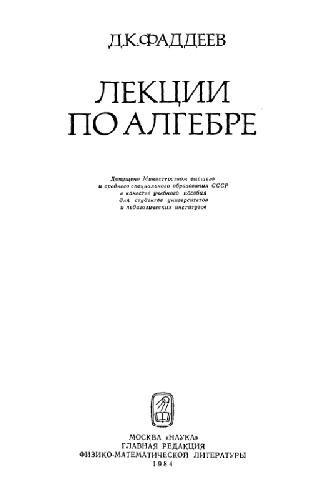 Д.К.ФАДДЕЕВ
ЛЕКЦИИ
ПО АЛГЕБРЕ
Допущено Министерством высшего
и среднего специального образования СССР
в качестве учебного пособия
для студентов университетов
и педагогических институтов
МОСКВА «НАУКА»
ГЛАВНАЯ РЕДАКЦИЯ
ФИЗИКО-МАТЕМАТИЧЕСКОЙ ЛИТЕРАТУРЫ
1984